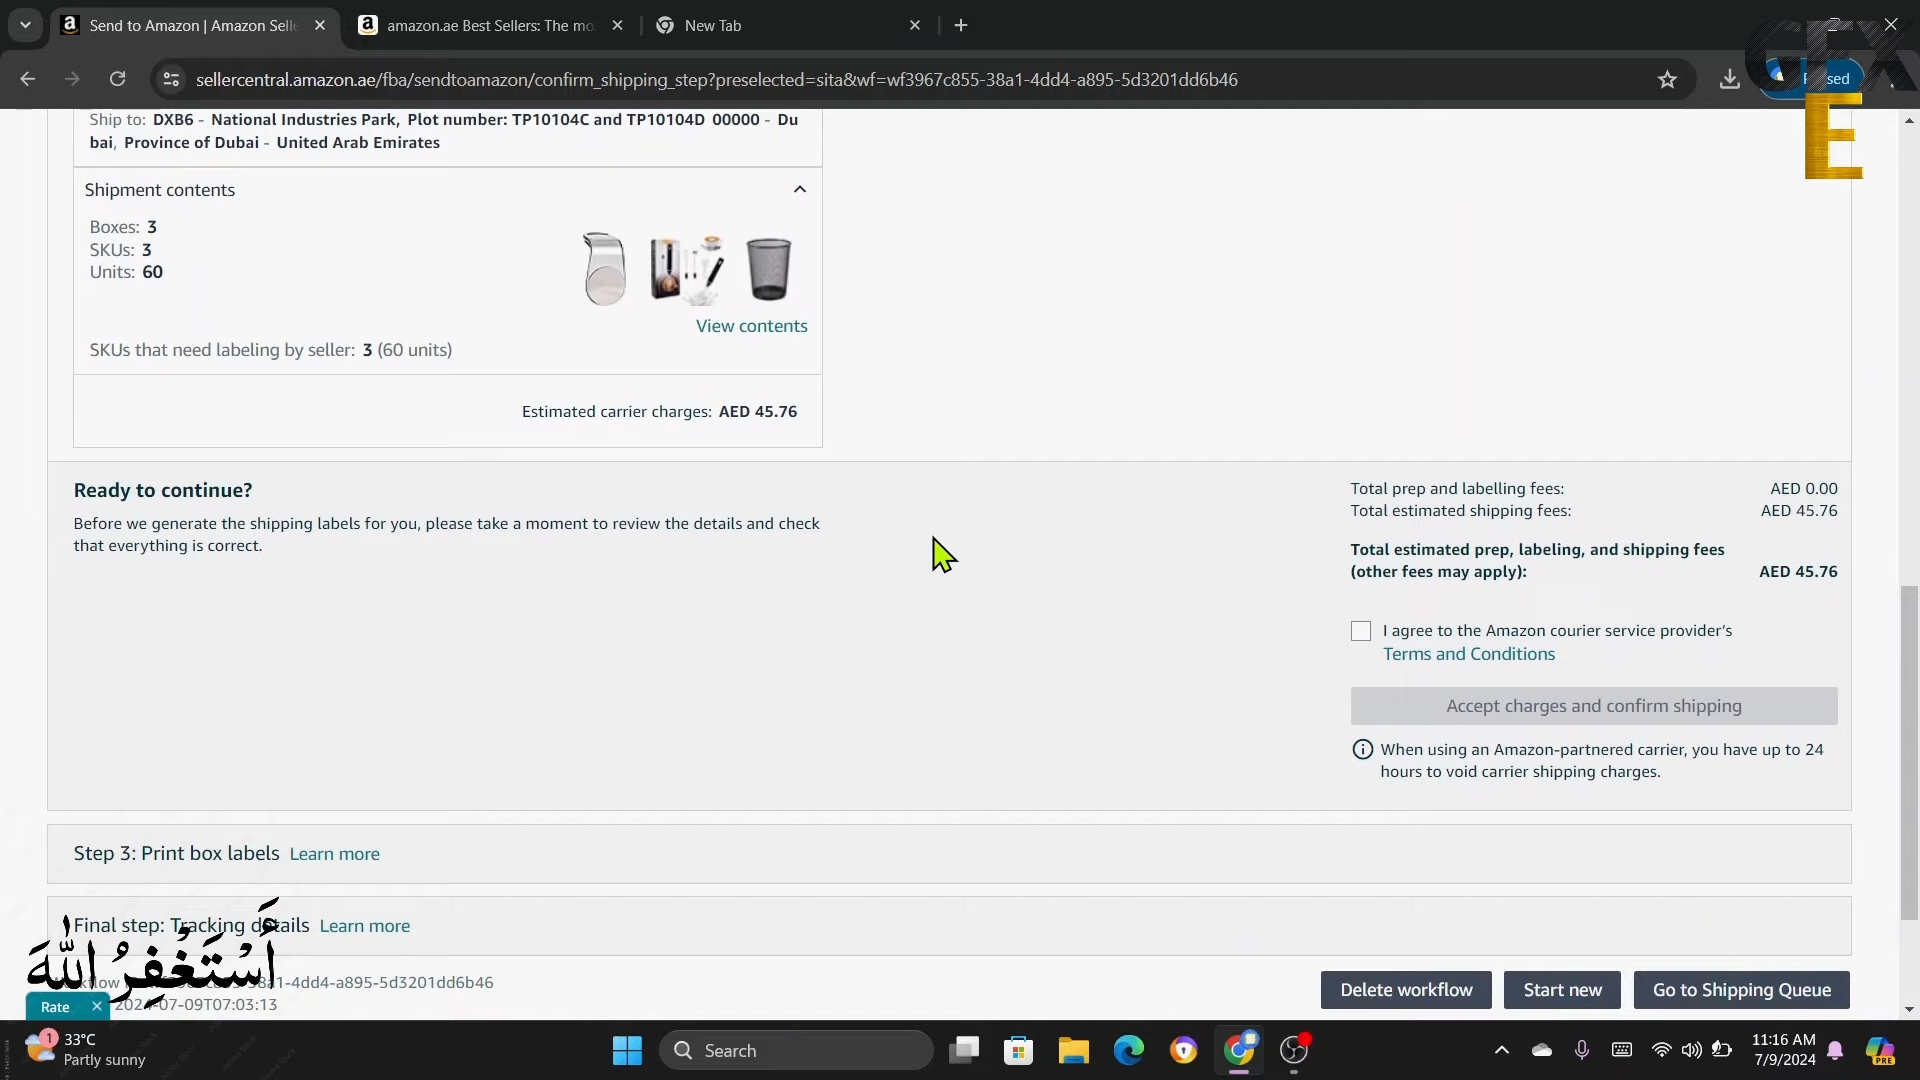 Send to Amazon | Amazon Selle
amazon.ae Best Sellers: The mo
New Tab
sellercentral.amazon.ae/fba/sendtoamazon/confirm_shipping_step?preselected=sita&wf=wf3967c855-38a1-4dd4-a895-5d3201dd6b46
GFX
E
Ship to: DXB6 - National Industries Park, Plot number: TP10104C and TP10104D 00000 - Du
bai, Province of Dubai - United Arab Emirates
Shipment contents
Boxes: 3
SKUs: 3
Units: 60
View contents
SKUs that need labeling by seller: 3 (60 units)
Estimated carrier charges: AED 45.76
Ready to continue?
Before we generate the shipping labels for you, please take a moment to review the details and check
that everything is correct.
Total prep and labelling fees: AED 0.00
Total estimated shipping fees: AED 45.76
Total estimated prep, labeling, and shipping fees
(other fees may apply): AED 45.76
I agree to the Amazon courier service provider's
Terms and Conditions
Accept charges and confirm shipping
When using an Amazon-partnered carrier, you have up to 24
hours to void carrier shipping charges.
Step 3: Print box labels Learn more
Final step: Tracking details Learn more
أَسْتَغْفِرُ اللّٰهَ
38a1-4dd4-a895-5d3201dd6b46
2024-07-09T07:03:13
Delete workflow
Start new
Go to Shipping Queue
Rate
1
33°C
Partly sunny
Search
11:16 AM
7/9/2024
PRE